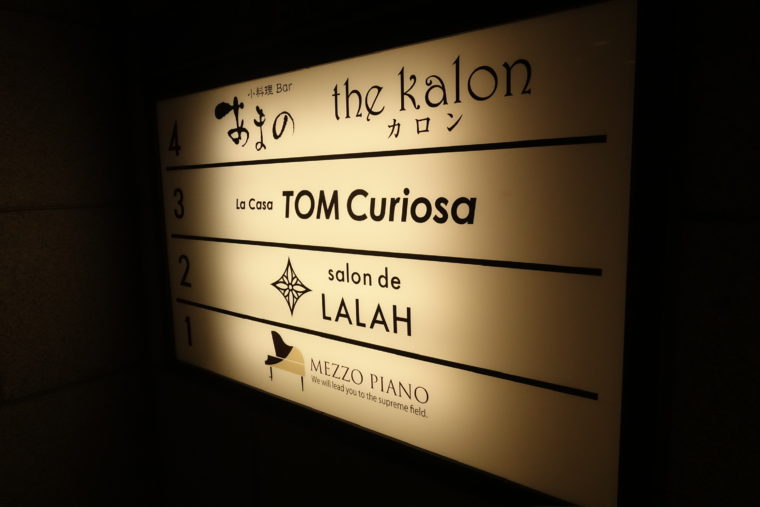 4
小料理 Bar
あまの
the kalon
カロン
3
La Casa TOM Curiosa
2
salon de
LALAH
1
MEZZO PIANO
We will lead you to the supreme field.